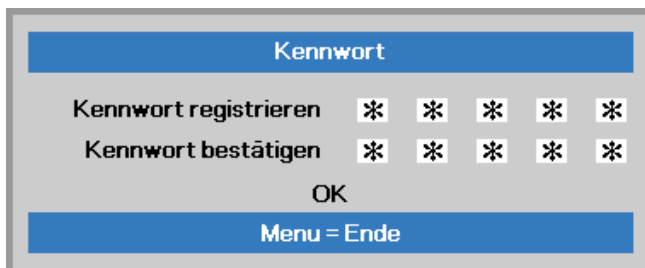 Kennwort
Kennwort registrieren * * * * *
Kennwort bestätigen * * * * *
OK
Menu = Ende